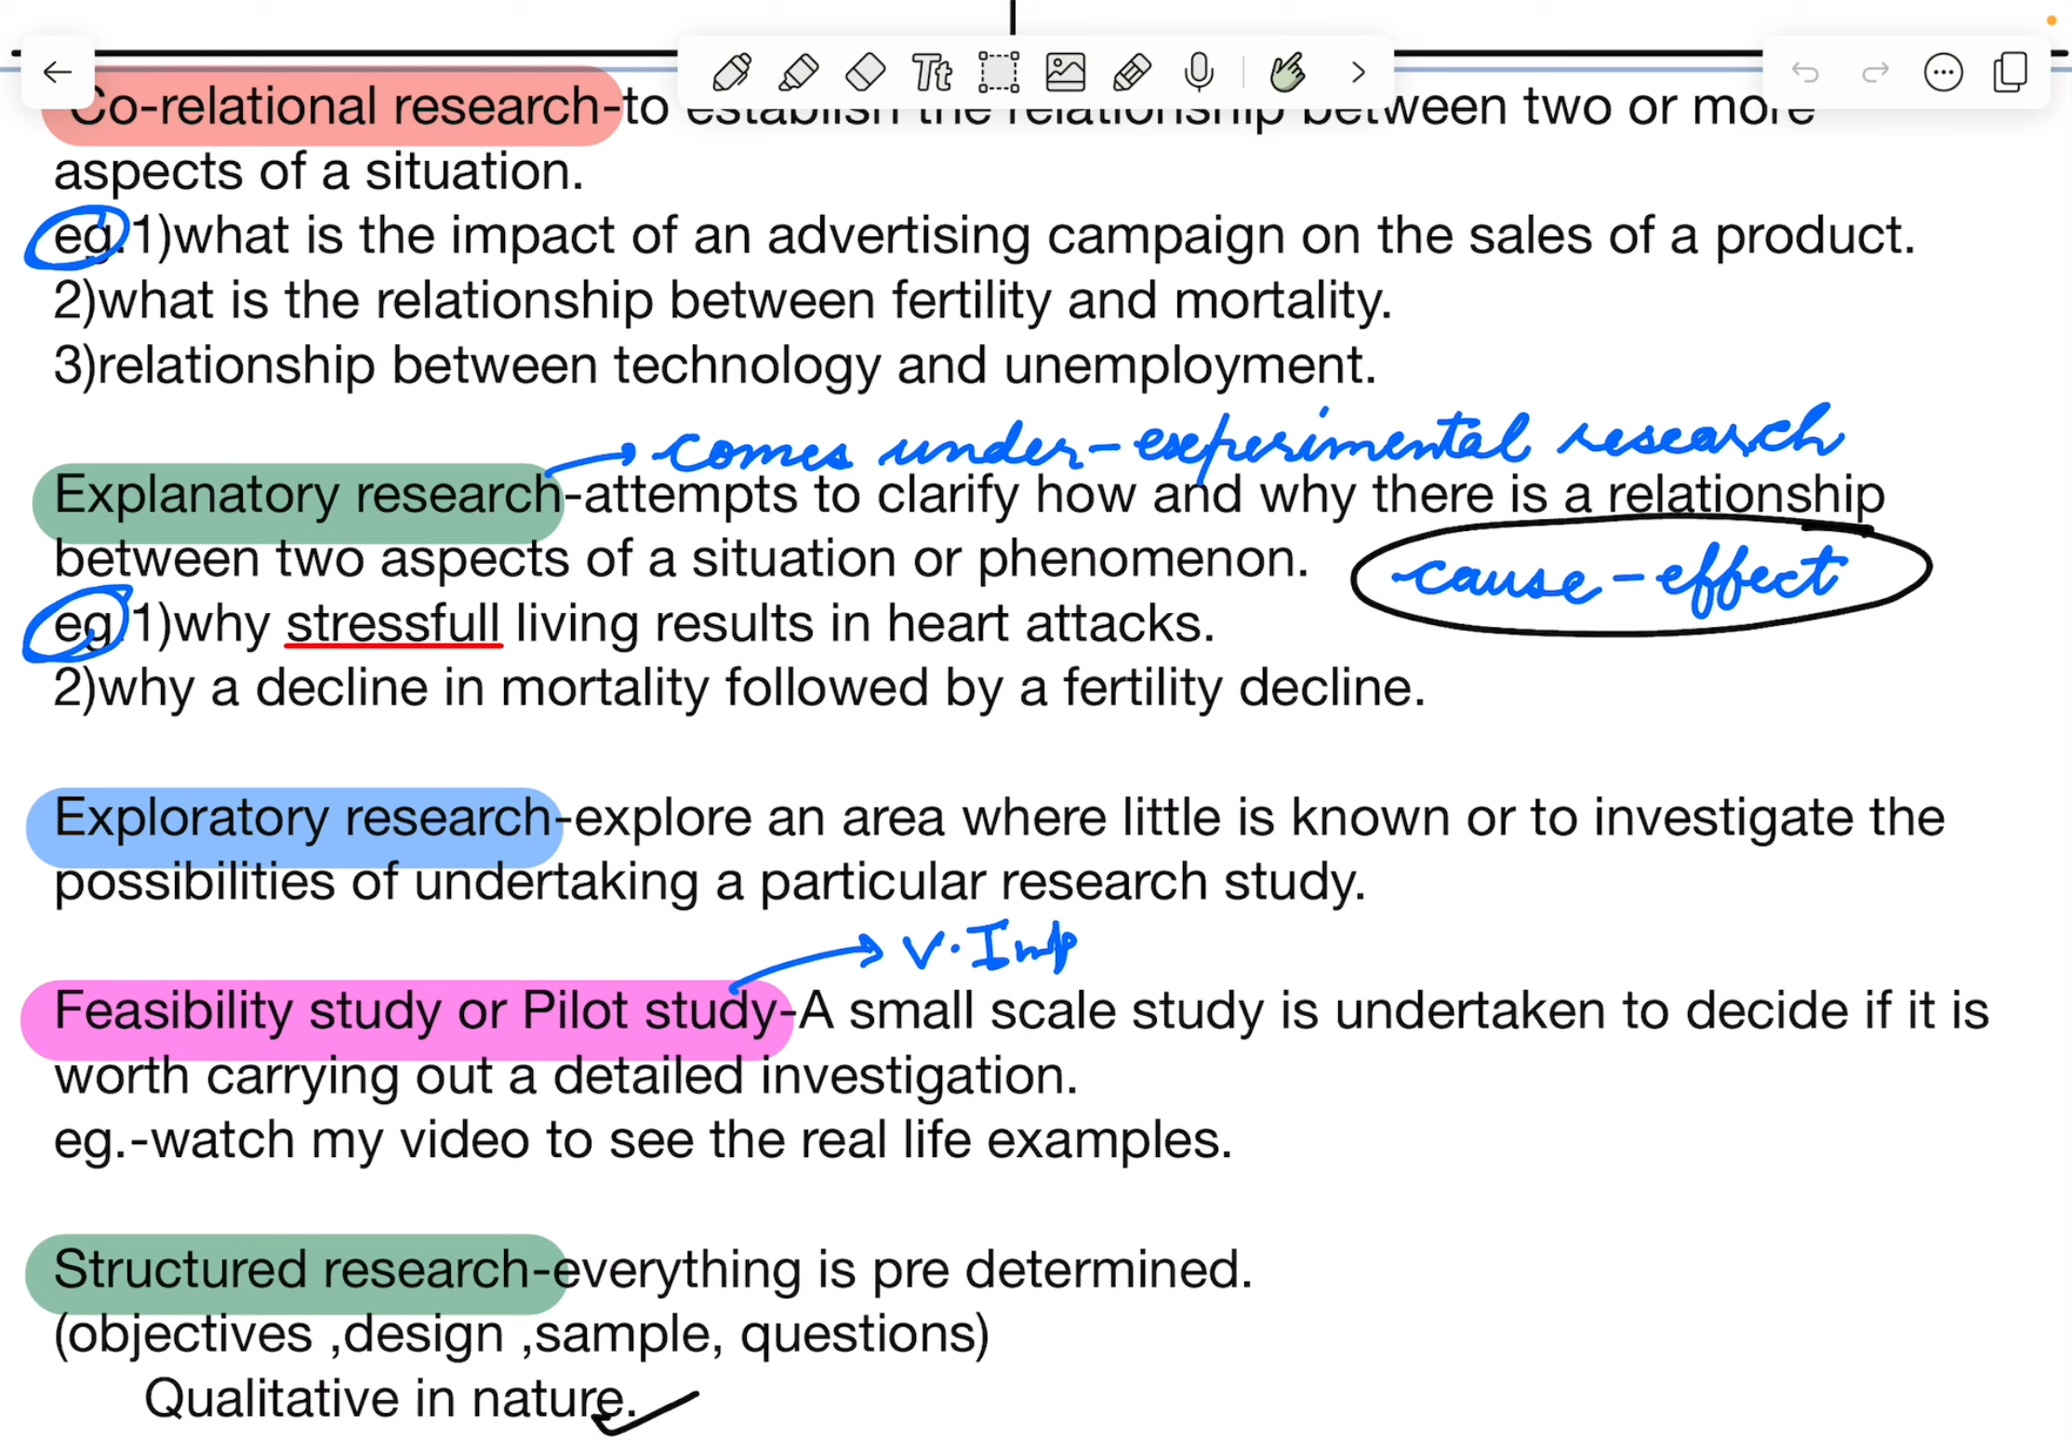 Co-relational research-to establish the relationship between two or more
aspects of a situation.
eg.1)what is the impact of an advertising campaign on the sales of a product.
2)what is the relationship between fertility and mortality.
3)relationship between technology and unemployment.
comes under-experimental research
Explanatory research-attempts to clarify how and why there is a relationship
between two aspects of a situation or phenomenon.
cause-effect
eg.1)why stressfull living results in heart attacks.
2)why a decline in mortality followed by a fertility decline.
Exploratory research-explore an area where little is known or to investigate the
possibilities of undertaking a particular research study.
V.Imp
Feasibility study or Pilot study-A small scale study is undertaken to decide if it is
worth carrying out a detailed investigation.
eg.-watch my video to see the real life examples.
Structured research-everything is pre determined.
(objectives ,design ,sample, questions)
Qualitative in nature.